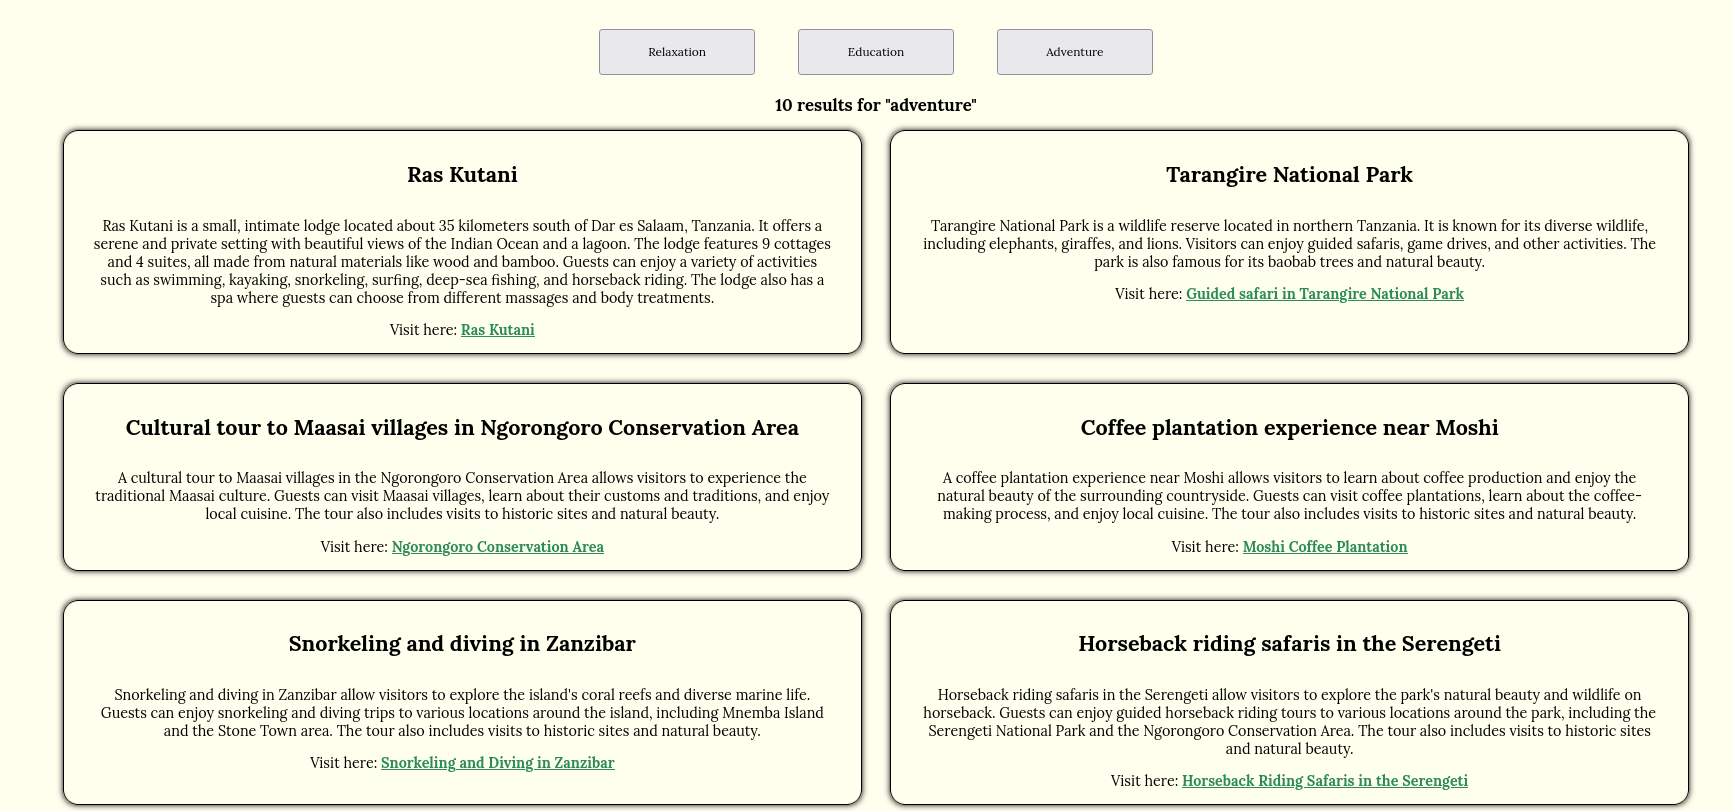 Relaxation
Education
Adventure
10 results for "adventure"
Ras Kutani
Ras Kutani is a small, intimate lodge located about 35 kilometers south of Dar es Salaam, Tanzania. It offers a
serene and private setting with beautiful views of the Indian Ocean and a lagoon. The lodge features 9 cottages
and 4 suites, all made from natural materials like wood and bamboo. Guests can enjoy a variety of activities
such as swimming, kayaking, snorkeling, surfing, deep-sea fishing, and horseback riding. The lodge also has a
spa where guests can choose from different massages and body treatments.
Visit here: Ras Kutani
Tarangire National Park
Tarangire National Park is a wildlife reserve located in northern Tanzania. It is known for its diverse wildlife,
including elephants, giraffes, and lions. Visitors can enjoy guided safaris, game drives, and other activities. The
park is also famous for its baobab trees and natural beauty.
Visit here: Guided safari in Tarangire National Park
Cultural tour to Maasai villages in Ngorongoro Conservation Area
A cultural tour to Maasai villages in the Ngorongoro Conservation Area allows visitors to experience the
traditional Maasai culture. Guests can visit Maasai villages, learn about their customs and traditions, and enjoy
local cuisine. The tour also includes visits to historic sites and natural beauty.
Visit here: Ngorongoro Conservation Area
Coffee plantation experience near Moshi
A coffee plantation experience near Moshi allows visitors to learn about coffee production and enjoy the
natural beauty of the surrounding countryside. Guests can visit coffee plantations, learn about the coffee-
making process, and enjoy local cuisine. The tour also includes visits to historic sites and natural beauty.
Visit here: Moshi Coffee Plantation
Snorkeling and diving in Zanzibar
Snorkeling and diving in Zanzibar allow visitors to explore the island's coral reefs and diverse marine life.
Guests can enjoy snorkeling and diving trips to various locations around the island, including Mnemba Island
and the Stone Town area. The tour also includes visits to historic sites and natural beauty.
Visit here: Snorkeling and Diving in Zanzibar
Horseback riding safaris in the Serengeti
Horseback riding safaris in the Serengeti allow visitors to explore the park's natural beauty and wildlife on
horseback. Guests can enjoy guided horseback riding tours to various locations around the park, including the
Serengeti National Park and the Ngorongoro Conservation Area. The tour also includes visits to historic sites
and natural beauty.
Visit here: Horseback Riding Safaris in the Serengeti